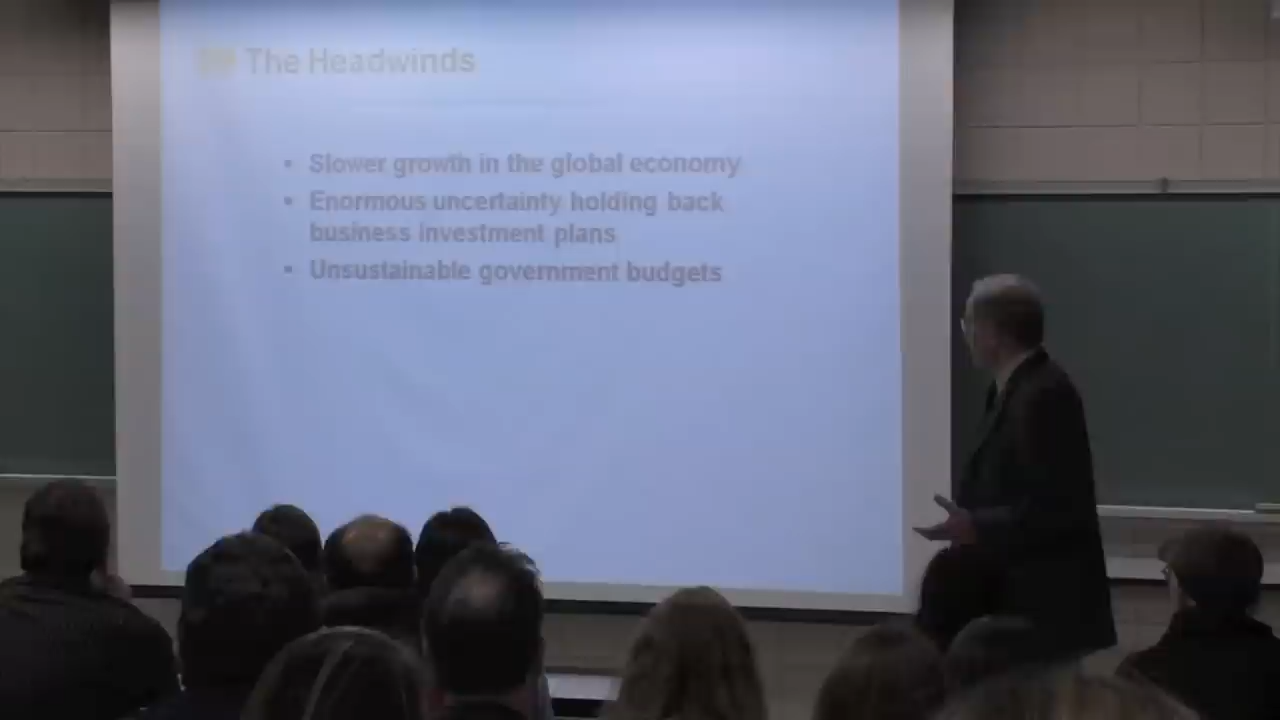 The Headwinds
• Slower growth in the global economy
• Enormous uncertainty holding back
business investment plans
• Unsustainable government budgets